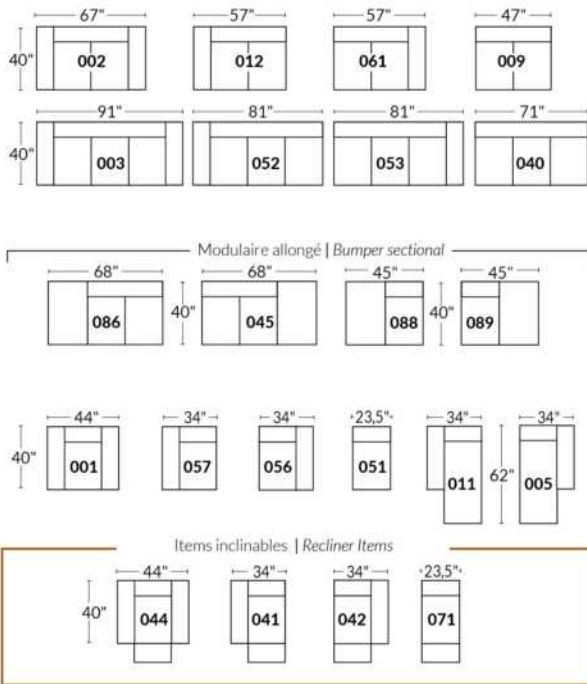 67" 57" 57" 47"
40" 002 012 061 009
91" 81" 81" 71"
40" 003 052 053 040
Modulaire allongé | Bumper sectional
68" 68" 45" 45"
086 40" 045 088 40" 089
44" 34" 34" 23,5" 34" 34"
40" 001 057 056 051 011 62" 005
Items inclinables | Recliner Items
44" 34" 34" 23,5"
40" 044 041 042 071